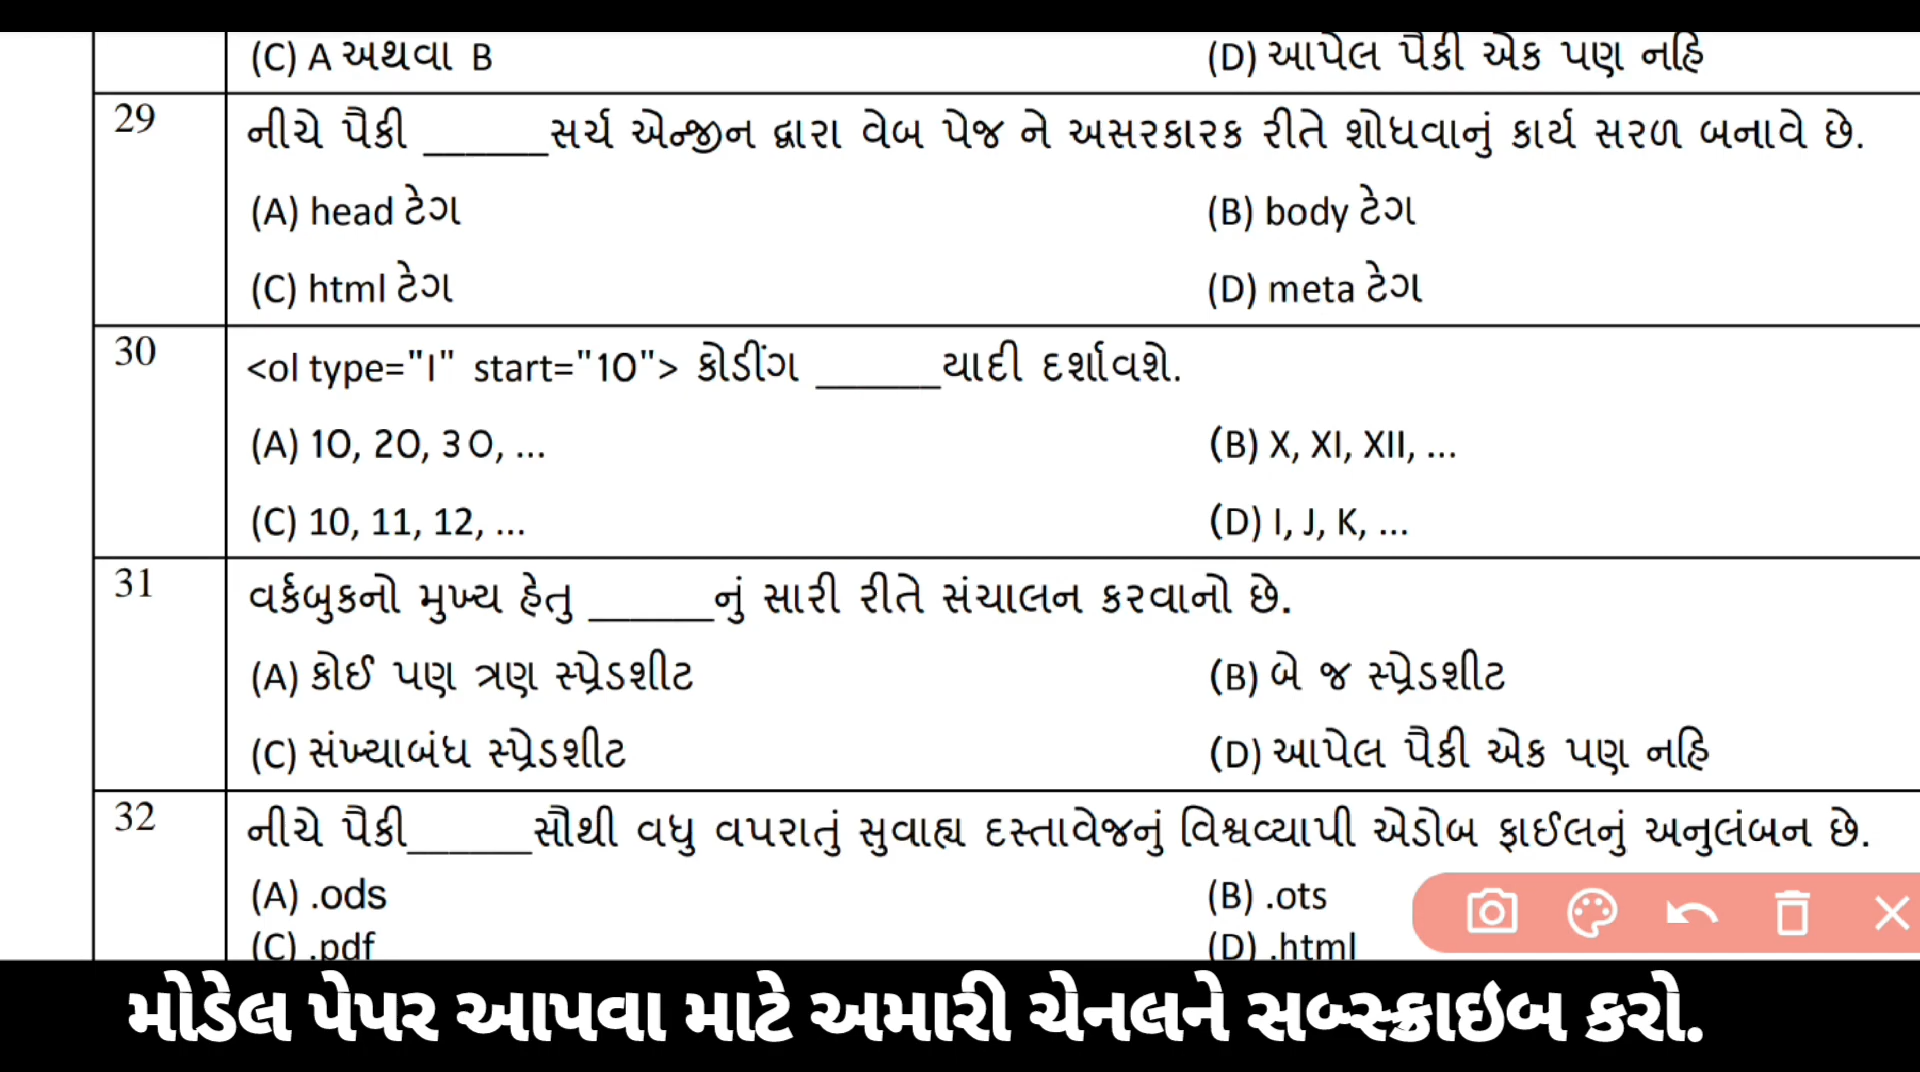 (C) A અથવા B (D) આપેલ પૈકી એક પણ નહિ
29 નીચે પૈકી ______સર્ચ એન્જીન દ્વારા વેબ પેજ ને અસરકારક રીતે શોધવાનું કાર્ય સરળ બનાવે છે.
(A) head ટેગ (B) body ટેગ
(C) html ટેગ (D) meta ટેગ
30 <ol type="I" start="10"> કોડીંગ ______યાદી દર્શાવશે.
(A) 10, 20, 30, ... (B) X, XI, XII, ...
(C) 10, 11, 12, ... (D) I, J, K, ...
31 વર્કબુકનો મુખ્ય હેતુ ______નું સારી રીતે સંચાલન કરવાનો છે.
(A) કોઈ પણ ત્રણ સ્પ્રેડશીટ (B) બે જ સ્પ્રેડશીટ
(C) સંખ્યાબંધ સ્પ્રેડશીટ (D) આપેલ પૈકી એક પણ નહિ
32 નીચે પૈકી______સૌથી વધુ વપરાતું સુવાહ્ય દસ્તાવેજનું વિશ્વવ્યાપી એડોબ ફાઈલનું અનુલંબન છે.
(A) .ods (B) .ots
(C) .pdf (D) .html
મોડેલ પેપર આપવા માટે અમારી ચેનલને સબ્સ્ક્રાઇબ કરો.